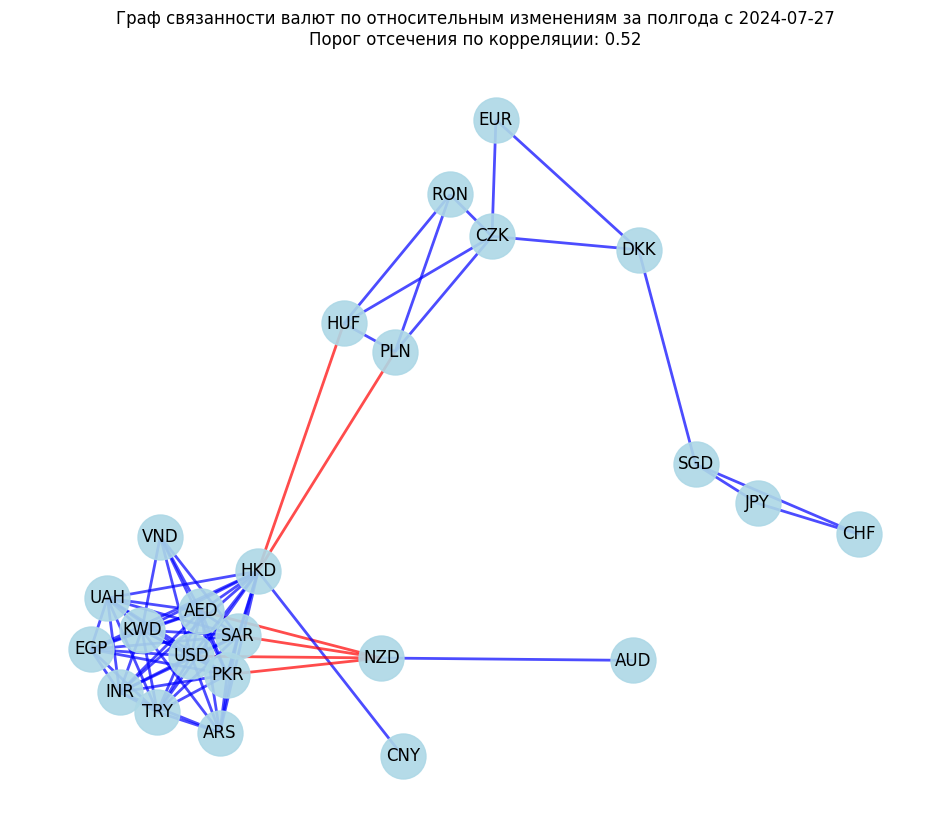 Граф связанности валют по относительным изменениям за полгода с 2024-07-27
Порог отсечения по корреляции: 0.52
EUR
RON
CZK
DKK
HUF
PLN
SGD
JPY
CHF
VND
HKD
UAH
AED
KWD
SAR
EGP
USD
NZD
AUD
PKR
INR
TRY
ARS
CNY